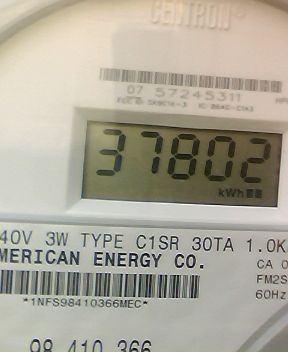 CENTRON®
07 57245311
37802
kWh
40V 3W TYPE C1SR 30TA 1.0K
MERICAN ENERGY CO.
CA 0
FM2S
60Hz
*1NFS98410366MEC*
98 410 366